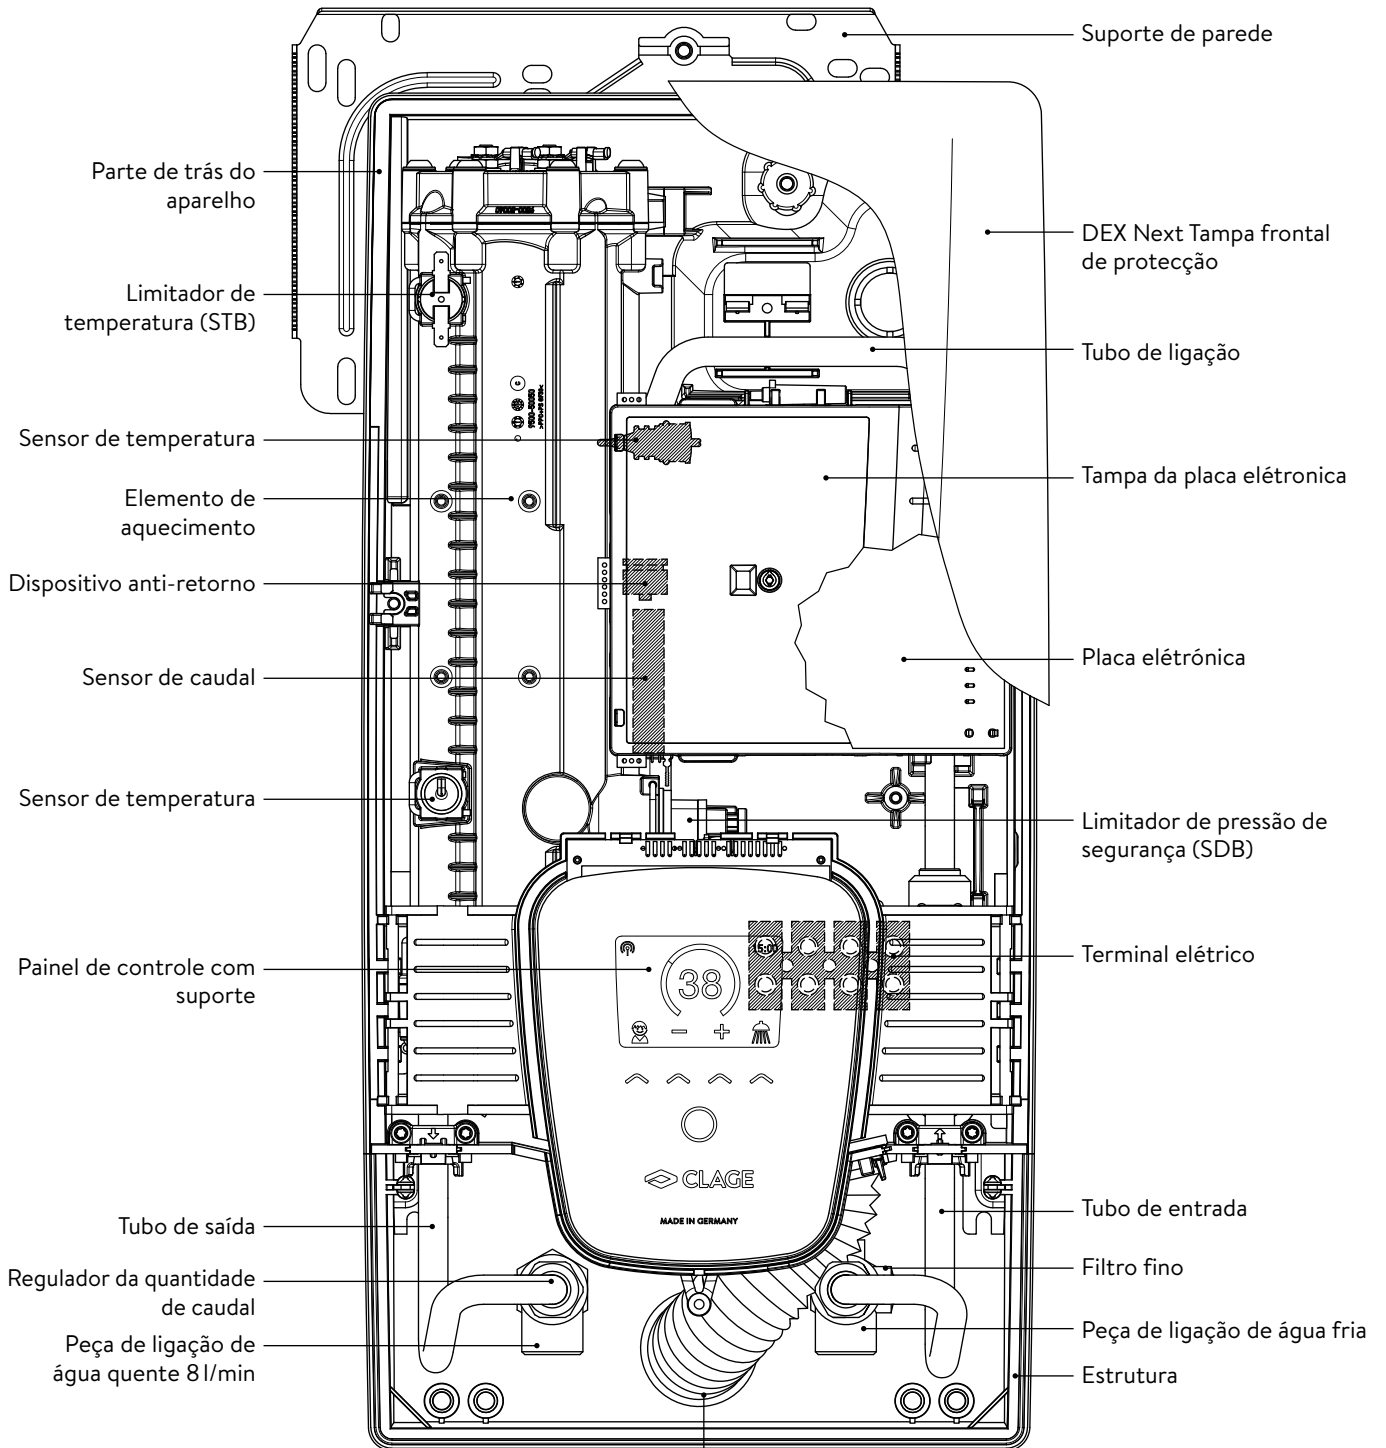 Suporte de parede
Parte de trás do
aparelho
DEX Next Tampa frontal
de protecção
Limitador de
temperatura (STB)
Tubo de ligação
Sensor de temperatura
Tampa da placa elétronica
Elemento de
aquecimento
Dispositivo anti-retorno
Placa elétrónica
Sensor de caudal
Sensor de temperatura
Limitador de pressão de
segurança (SDB)
Painel de controle com
suporte
15:00
38
Terminal elétrico
CLAGE
MADE IN GERMANY
Tubo de saída
Tubo de entrada
Regulador da quantidade
de caudal
Filtro fino
Peça de ligação de
água quente 8 l/min
Peça de ligação de água fria
Estrutura